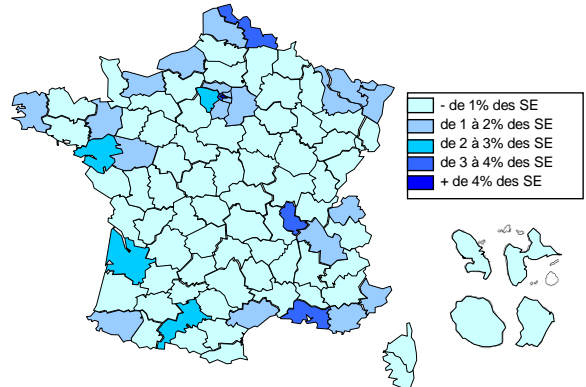 - de 1% des SE
de 1 à 2% des SE
de 2 à 3% des SE
de 3 à 4% des SE
+ de 4% des SE